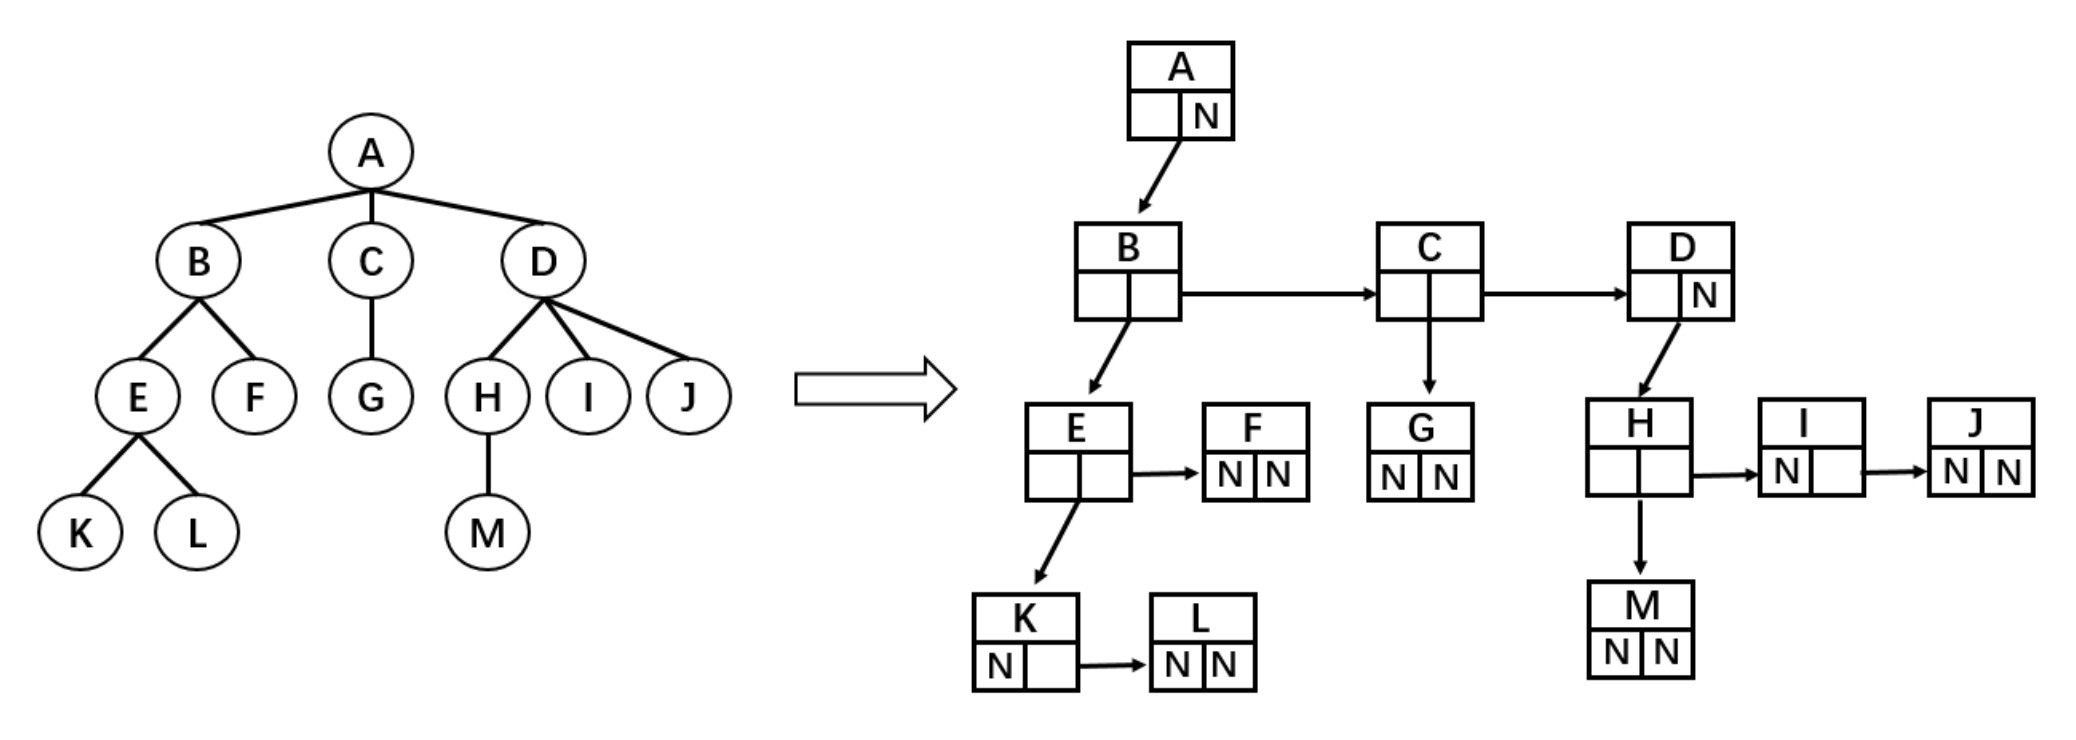 A
B C D
E F G H I J
K L M
A
N
B C D
N
E F G H I J
N N N N N N N
K L M
N N N N N